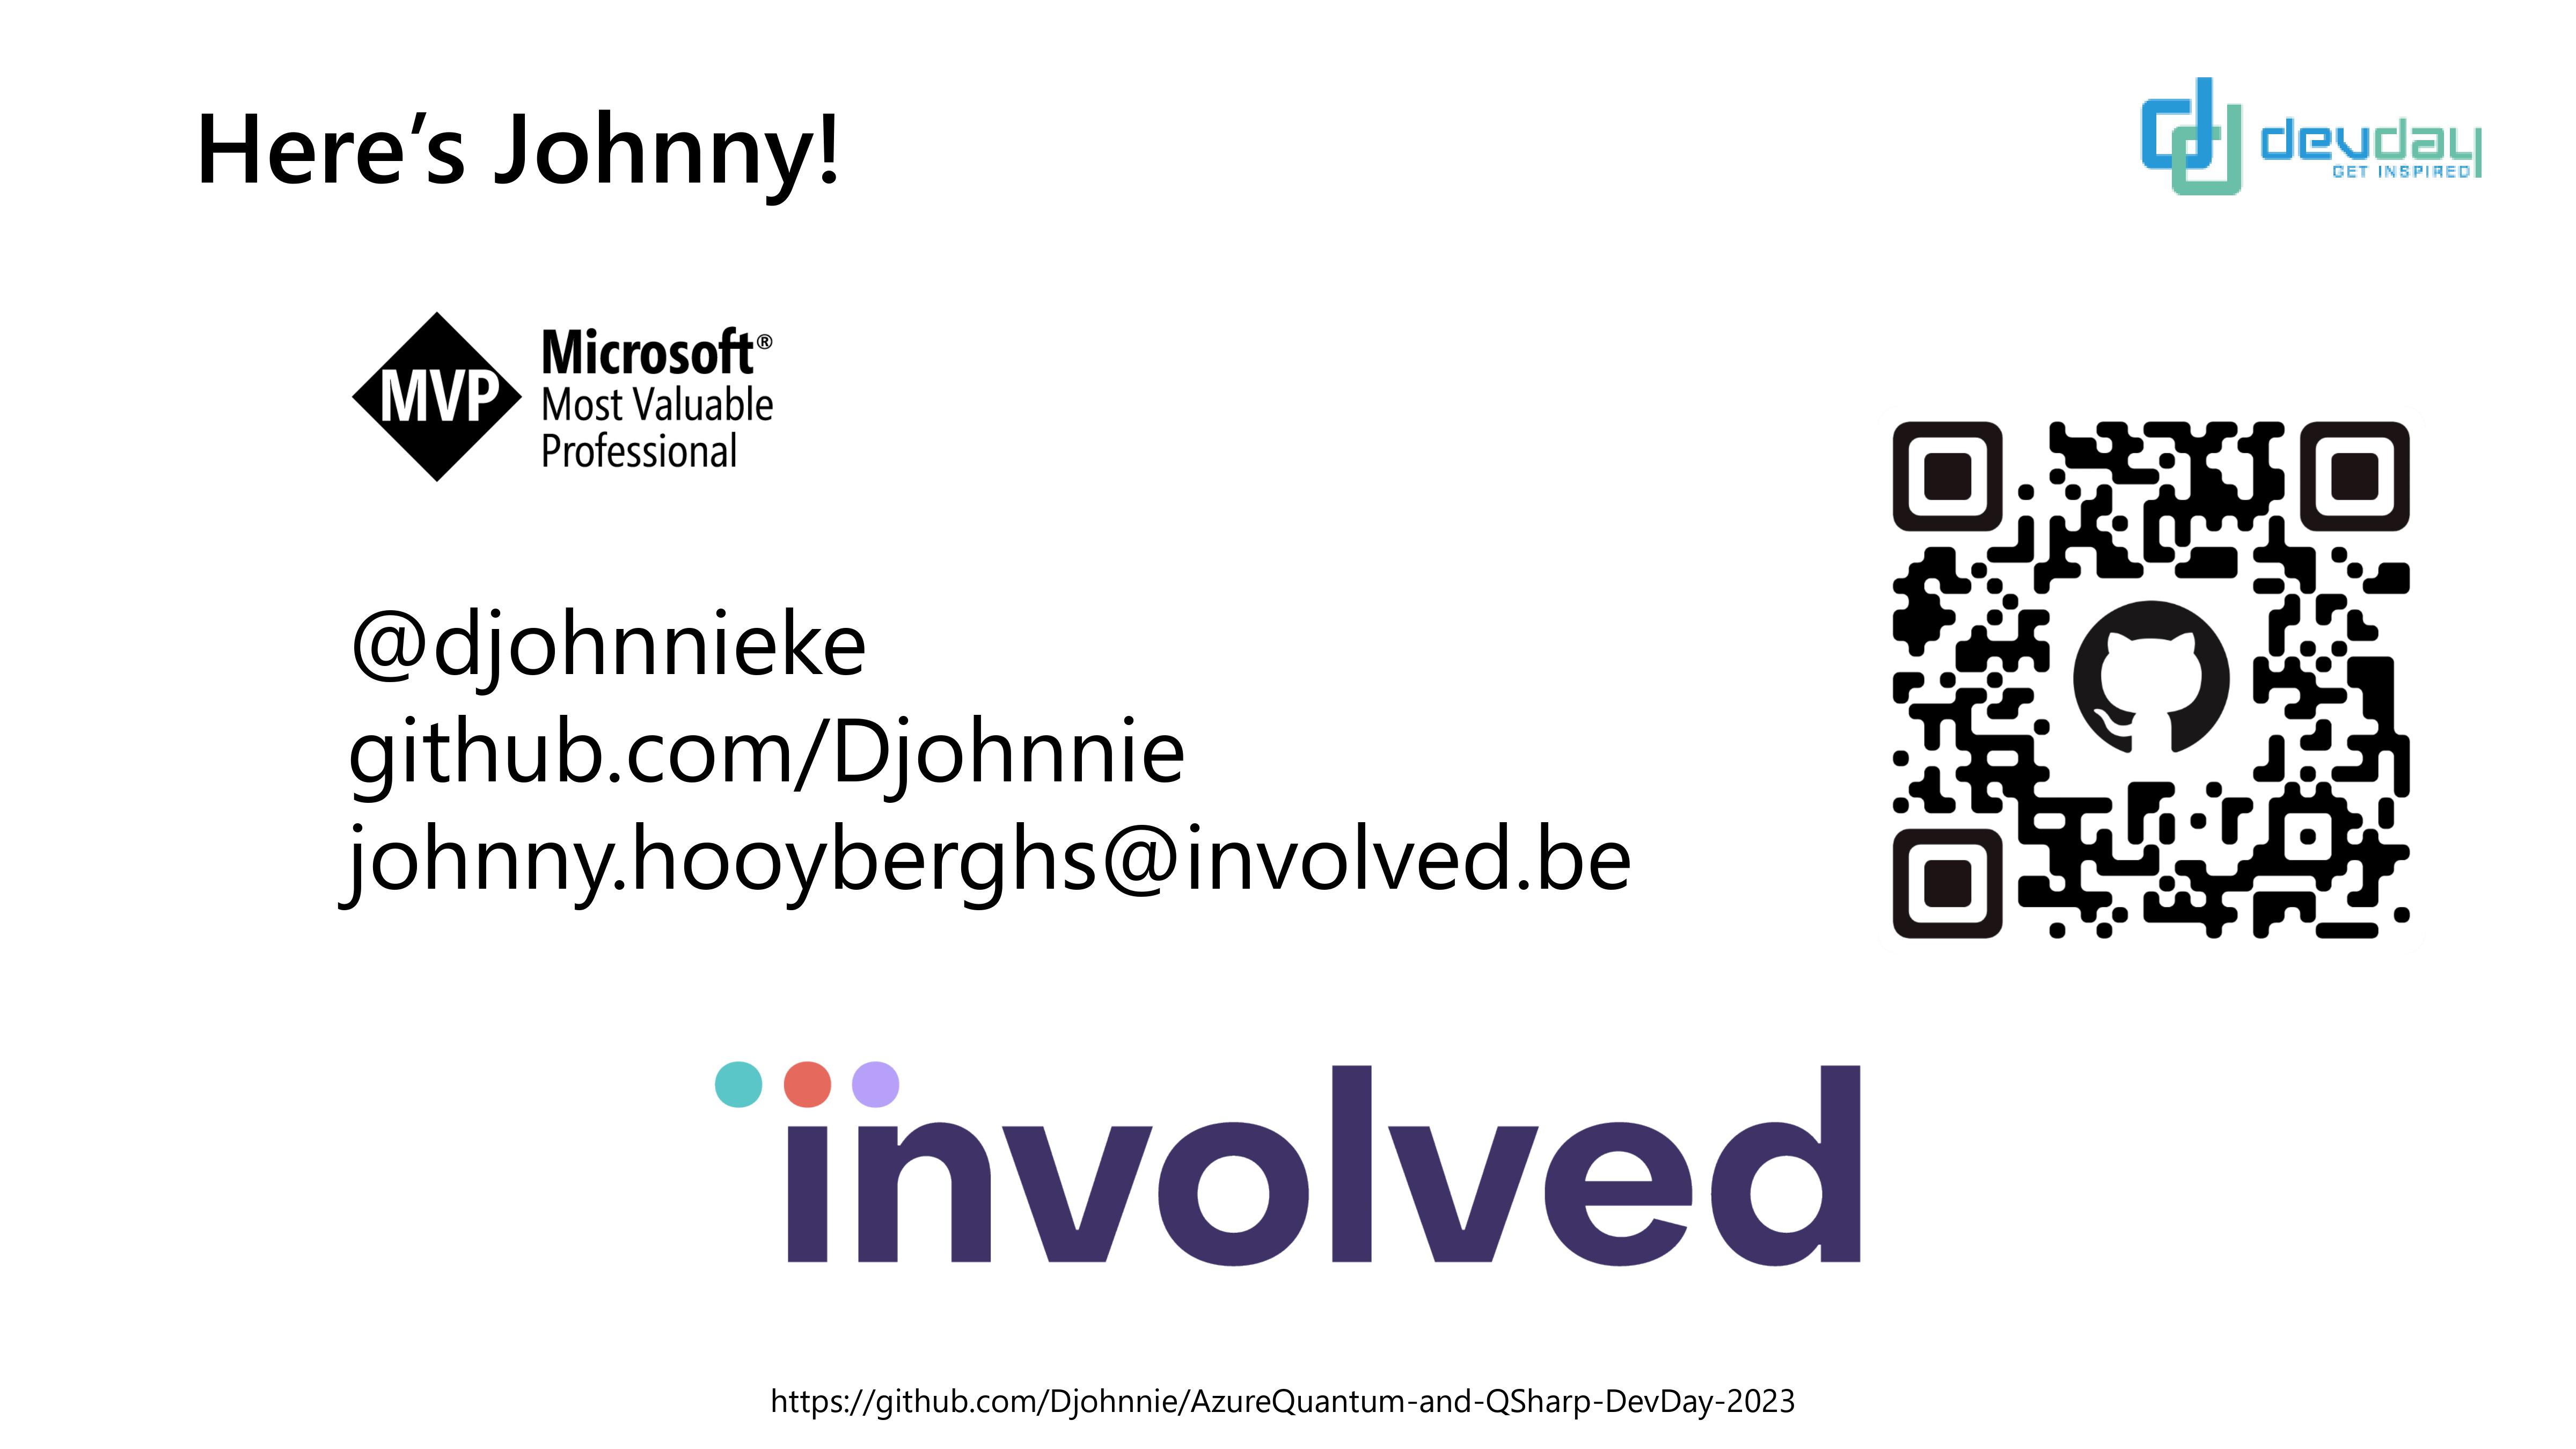 Here’s Johnny!
devday
GET INSPIRED
MVP
Microsoft®
Most Valuable
Professional
@djohnnieke
github.com/Djohnnie
johnny.hooyberghs@involved.be
involved
https://github.com/Djohnnie/AzureQuantum-and-QSharp-DevDay-2023